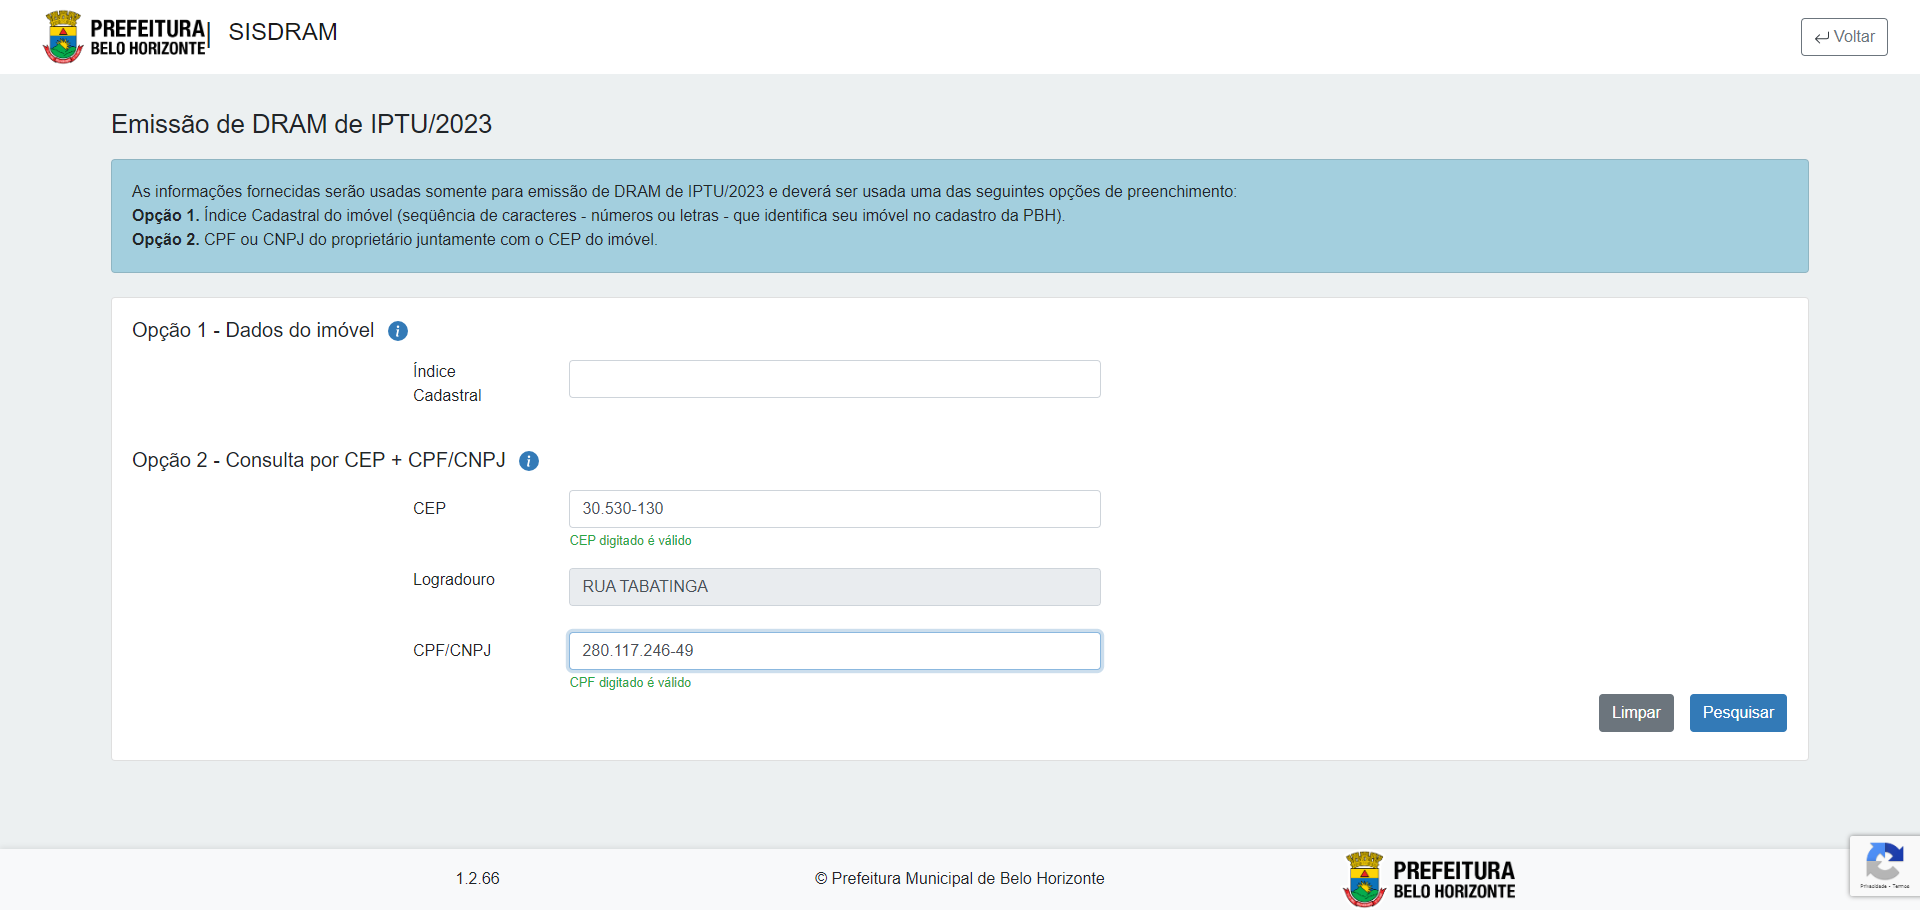 PREFEITURA
BELO HORIZONTE
SISDRAM
Voltar
Emissão de DRAM de IPTU/2023
As informações fornecidas serão usadas somente para emissão de DRAM de IPTU/2023 e deverá ser usada uma das seguintes opções de preenchimento:
Opção 1. Índice Cadastral do imóvel (seqüência de caracteres - números ou letras - que identifica seu imóvel no cadastro da PBH).
Opção 2. CPF ou CNPJ do proprietário juntamente com o CEP do imóvel.
Opção 1 - Dados do imóvel i
Índice
Cadastral
Opção 2 - Consulta por CEP + CPF/CNPJ i
CEP
30.530-130
CEP digitado é válido
Logradouro
RUA TABATINGA
CPF/CNPJ
280.117.246-49
CPF digitado é válido
Limpar
Pesquisar
1.2.66
© Prefeitura Municipal de Belo Horizonte
PREFEITURA
BELO HORIZONTE
Privacidade - Termos